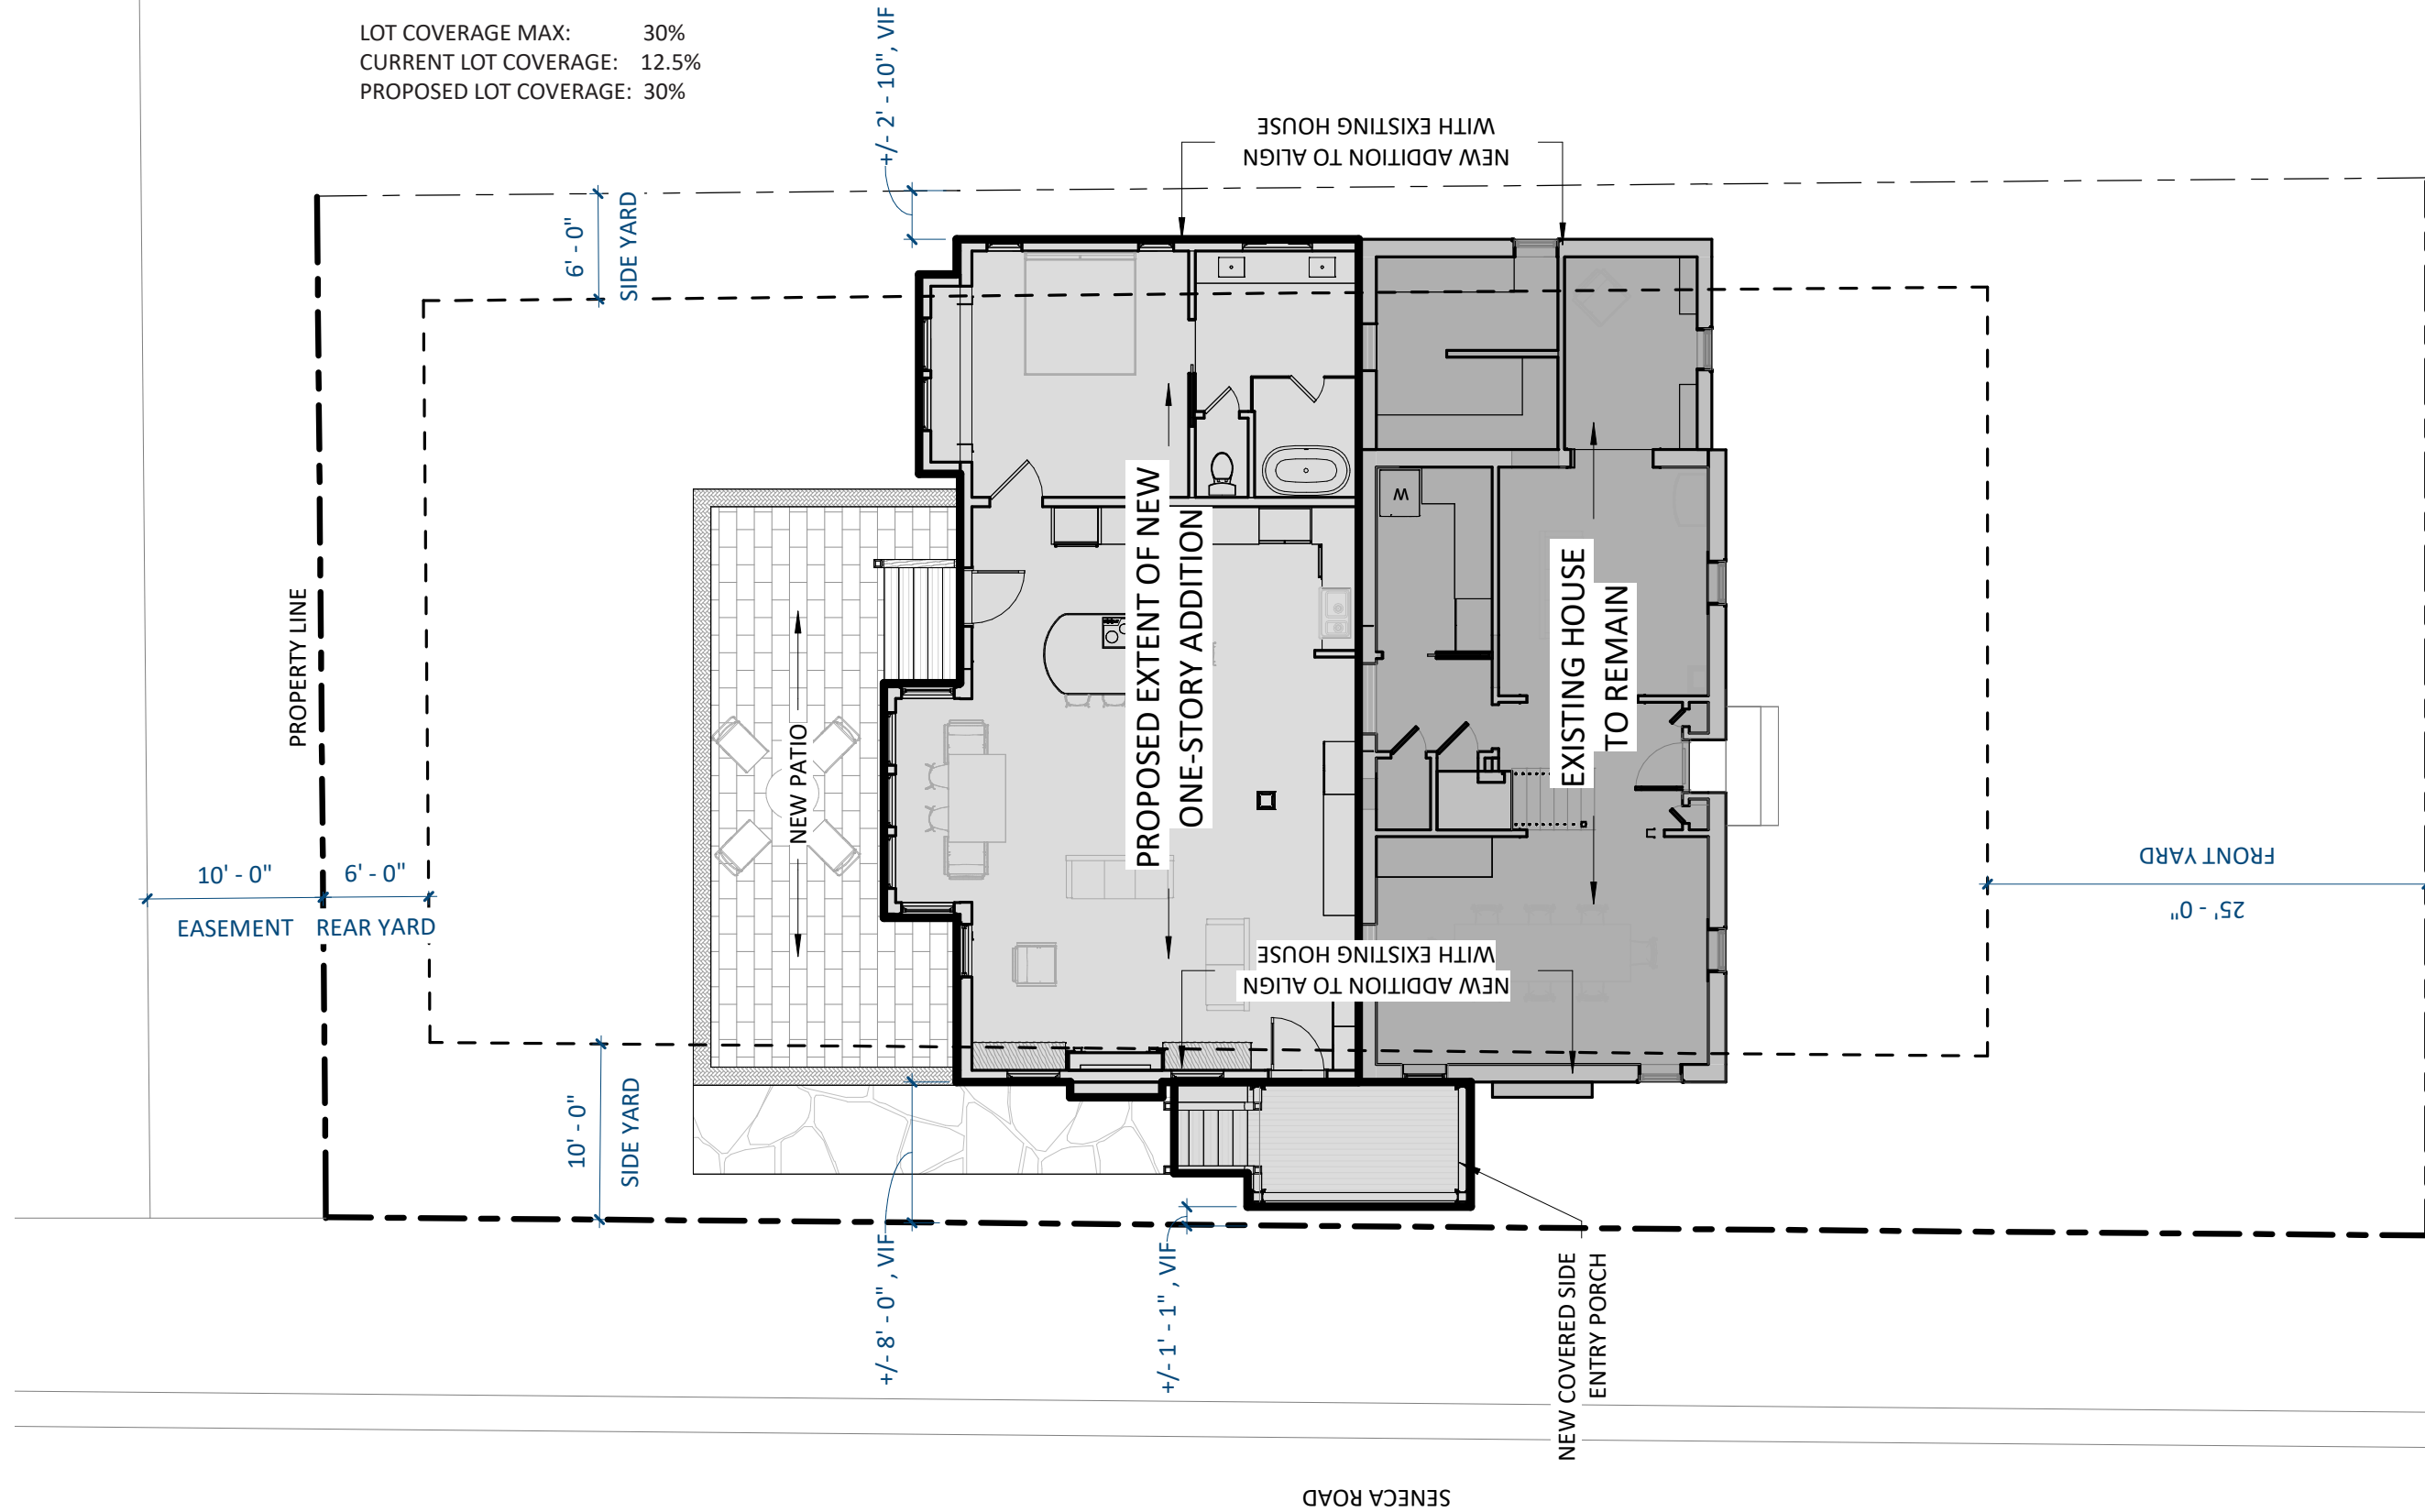 LOT COVERAGE MAX: 30%
CURRENT LOT COVERAGE: 12.5%
PROPOSED LOT COVERAGE: 30%
+/- 2' - 10", VIF
NEW ADDITION TO ALIGN
WITH EXISTING HOUSE
6' - 0"
SIDE YARD
PROPERTY LINE
W
PROPOSED EXTENT OF NEW
ONE-STORY ADDITION
EXISTING HOUSE
TO REMAIN
NEW PATIO
10' - 0"
EASEMENT
6' - 0"
REAR YARD
FRONT YARD
25' - 0"
NEW ADDITION TO ALIGN
WITH EXISTING HOUSE
10' - 0"
SIDE YARD
+/- 8' - 0" , VIF
+/- 1' - 1" , VIF
NEW COVERED SIDE
ENTRY PORCH
SENECA ROAD